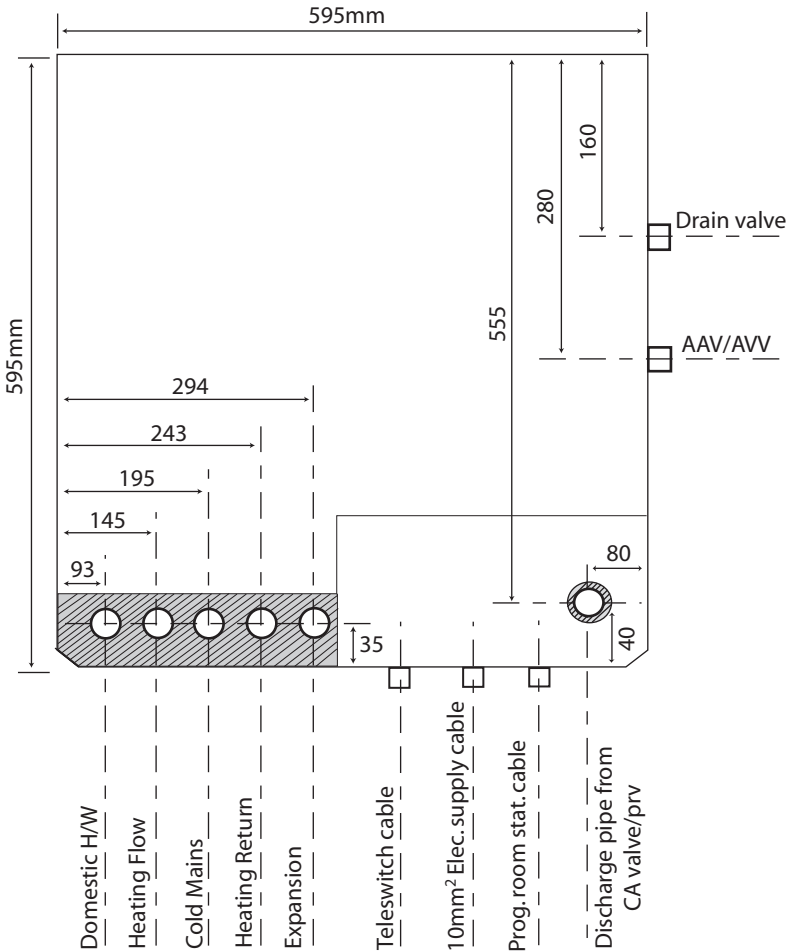 595mm
160
280
Drain valve
555
AAV/AVV
595mm
294
243
195
145
93
80
35
40
Domestic H/W
Heating Flow
Cold Mains
Heating Return
Expansion
Teleswitch cable
10mm² Elec. supply cable
Prog. room stat. cable
Discharge pipe from
CA valve/prv